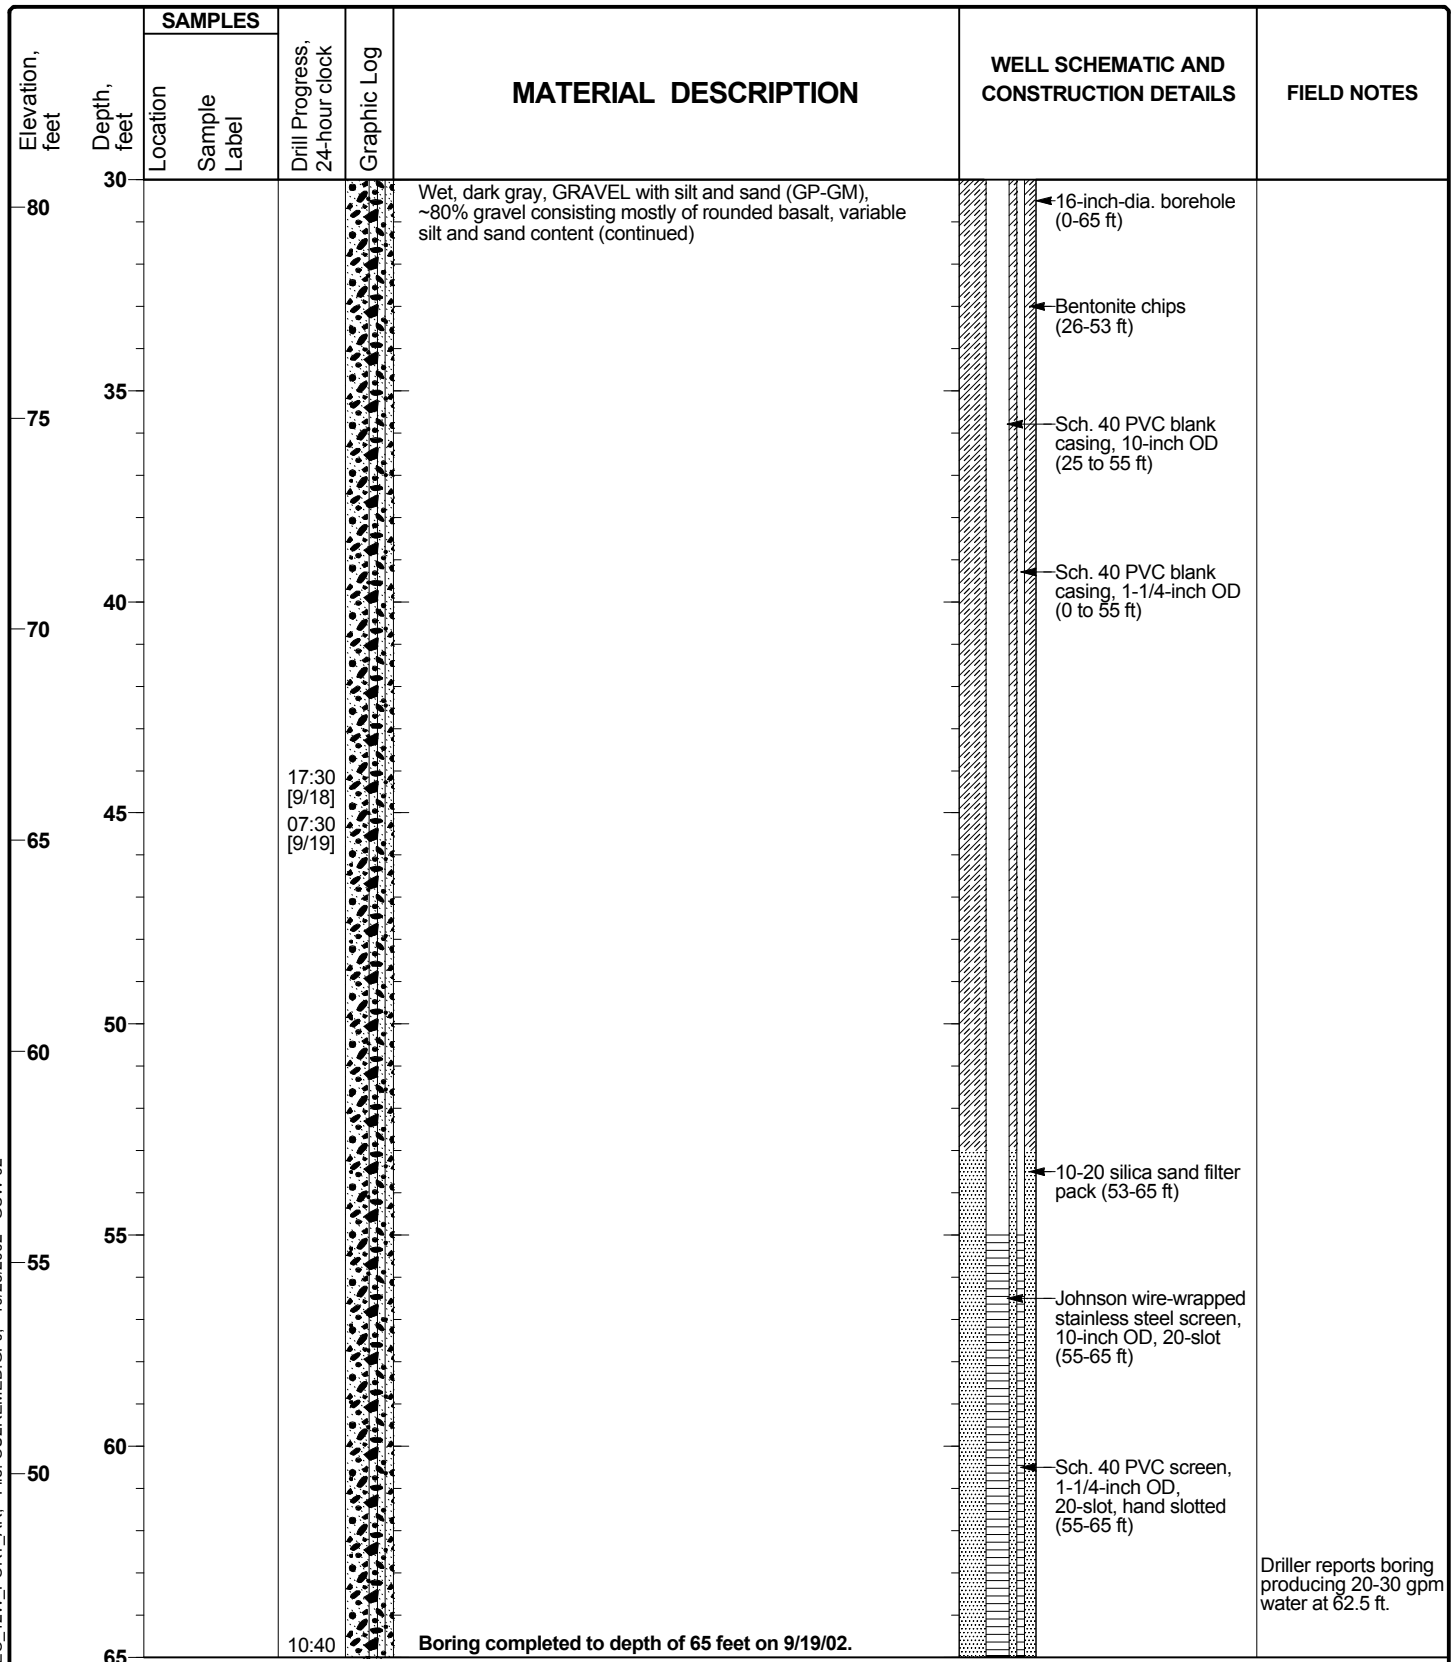 SAMPLES
Elevation,
feet
Depth,
feet
Location
Sample
Label
Drill Progress,
24-hour clock
Graphic Log
MATERIAL DESCRIPTION
WELL SCHEMATIC AND
CONSTRUCTION DETAILS
FIELD NOTES
30
Wet, dark gray, GRAVEL with silt and sand (GP-GM),
~80% gravel consisting mostly of rounded basalt, variable
silt and sand content (continued)
80
16-inch-dia. borehole
(0-65 ft)
Bentonite chips
(26-53 ft)
35
75
Sch. 40 PVC blank
casing, 10-inch OD
(25 to 55 ft)
Sch. 40 PVC blank
casing, 1-1/4-inch OD
(0 to 55 ft)
40
70
17:30
[9/18]
45
07:30
[9/19]
65
50
60
10-20 silica sand filter
pack (53-65 ft)
55
55
Johnson wire-wrapped
stainless steel screen,
10-inch OD, 20-slot
(55-65 ft)
60
50
Sch. 40 PVC screen,
1-1/4-inch OD,
20-slot, hand slotted
(55-65 ft)
Driller reports boring
producing 20-30 gpm
water at 62.5 ft.
10:40
Boring completed to depth of 65 feet on 9/19/02.
65